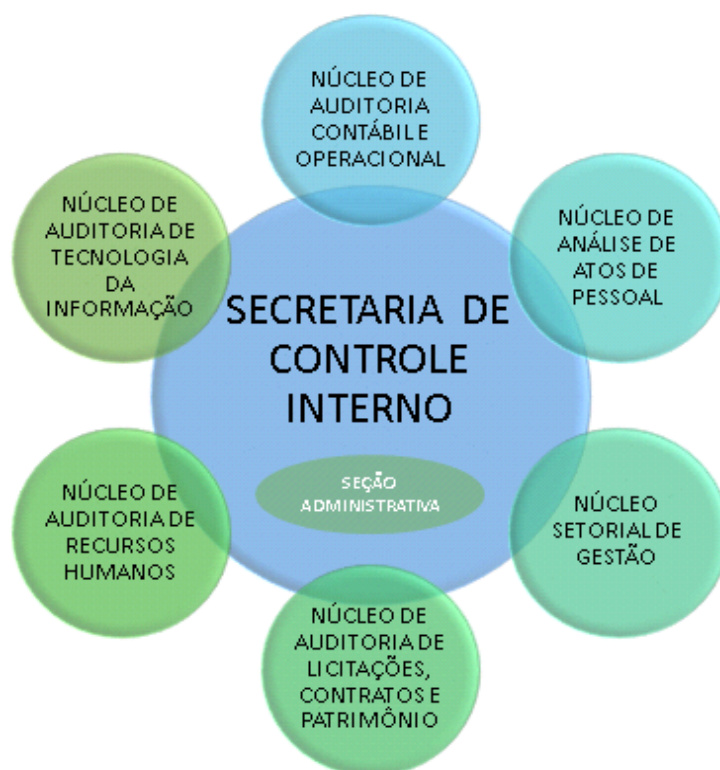 NÚCLEO DE
AUDITORIA
CONTÁBIL E
OPERACIONAL
NÚCLEO DE
ANÁLISE DE
ATOS DE
PESSOAL
NÚCLEO
SETORIAL DE
GESTÃO
NÚCLEO DE
AUDITORIA DE
LICITAÇÕES,
CONTRATOS E
PATRIMÔNIO
NÚCLEO DE
AUDITORIA DE
RECURSOS
HUMANOS
NÚCLEO DE
AUDITORIA DE
TECNOLOGIA
DA
INFORMAÇÃO
SECRETARIA DE
CONTROLE
INTERNO
SEÇÃO
ADMINISTRATIVA